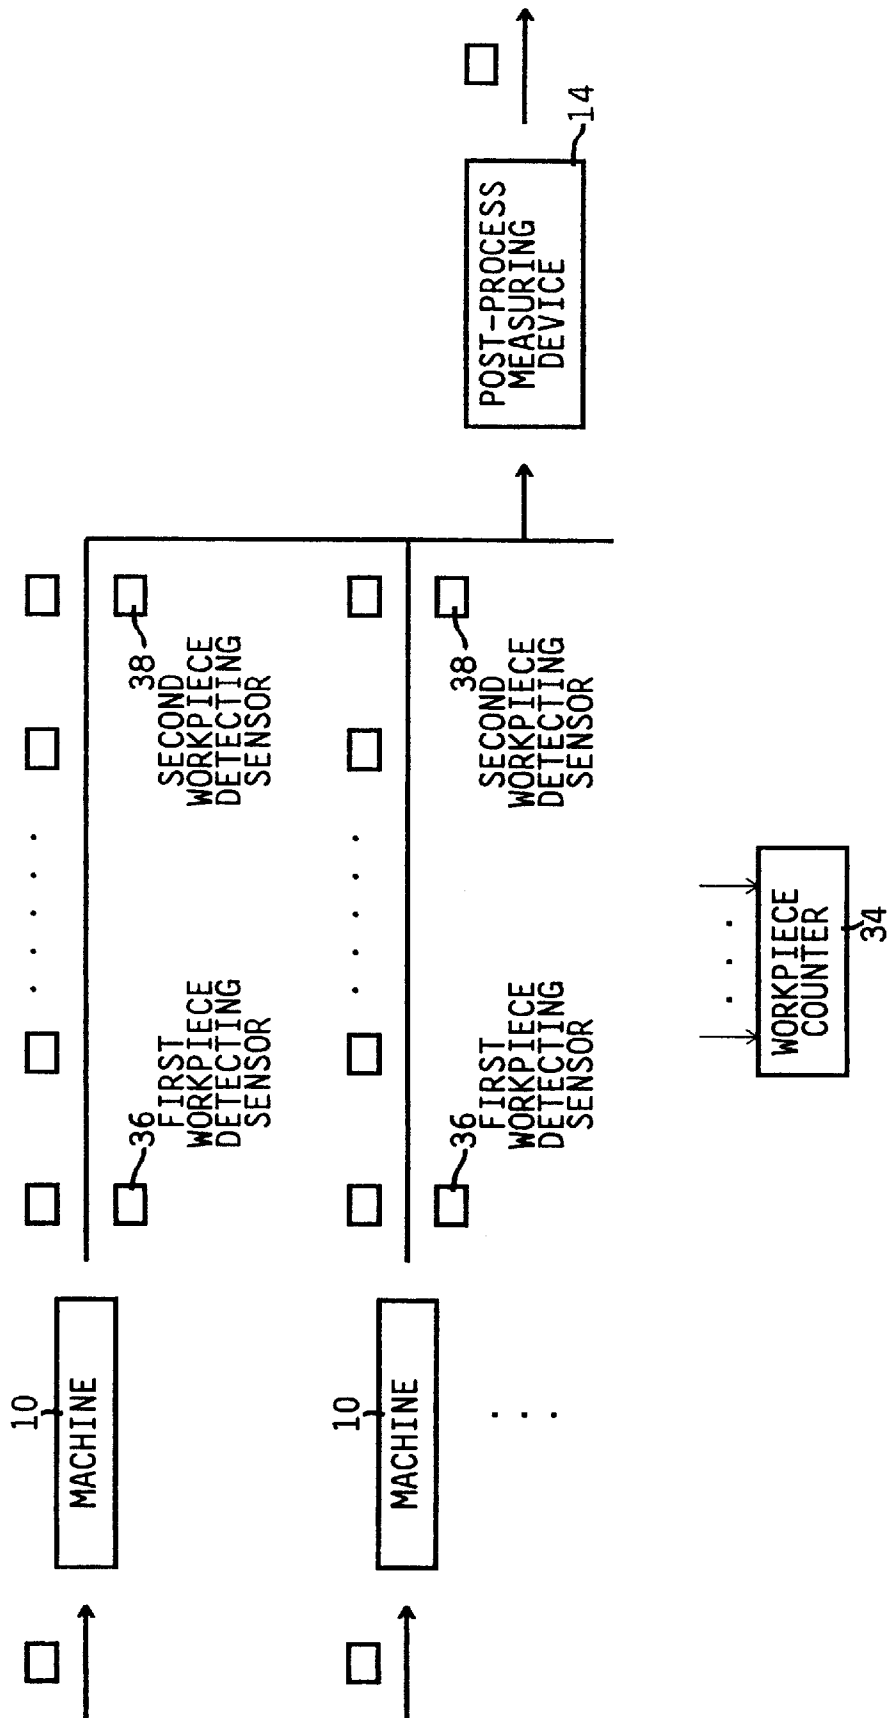 10
MACHINE
36
FIRST
WORKPIECE
DETECTING
SENSOR
38
SECOND
WORKPIECE
DETECTING
SENSOR
10
MACHINE
36
FIRST
WORKPIECE
DETECTING
SENSOR
38
SECOND
WORKPIECE
DETECTING
SENSOR
POST-PROCESS
MEASURING
DEVICE
14
WORKPIECE
COUNTER
34